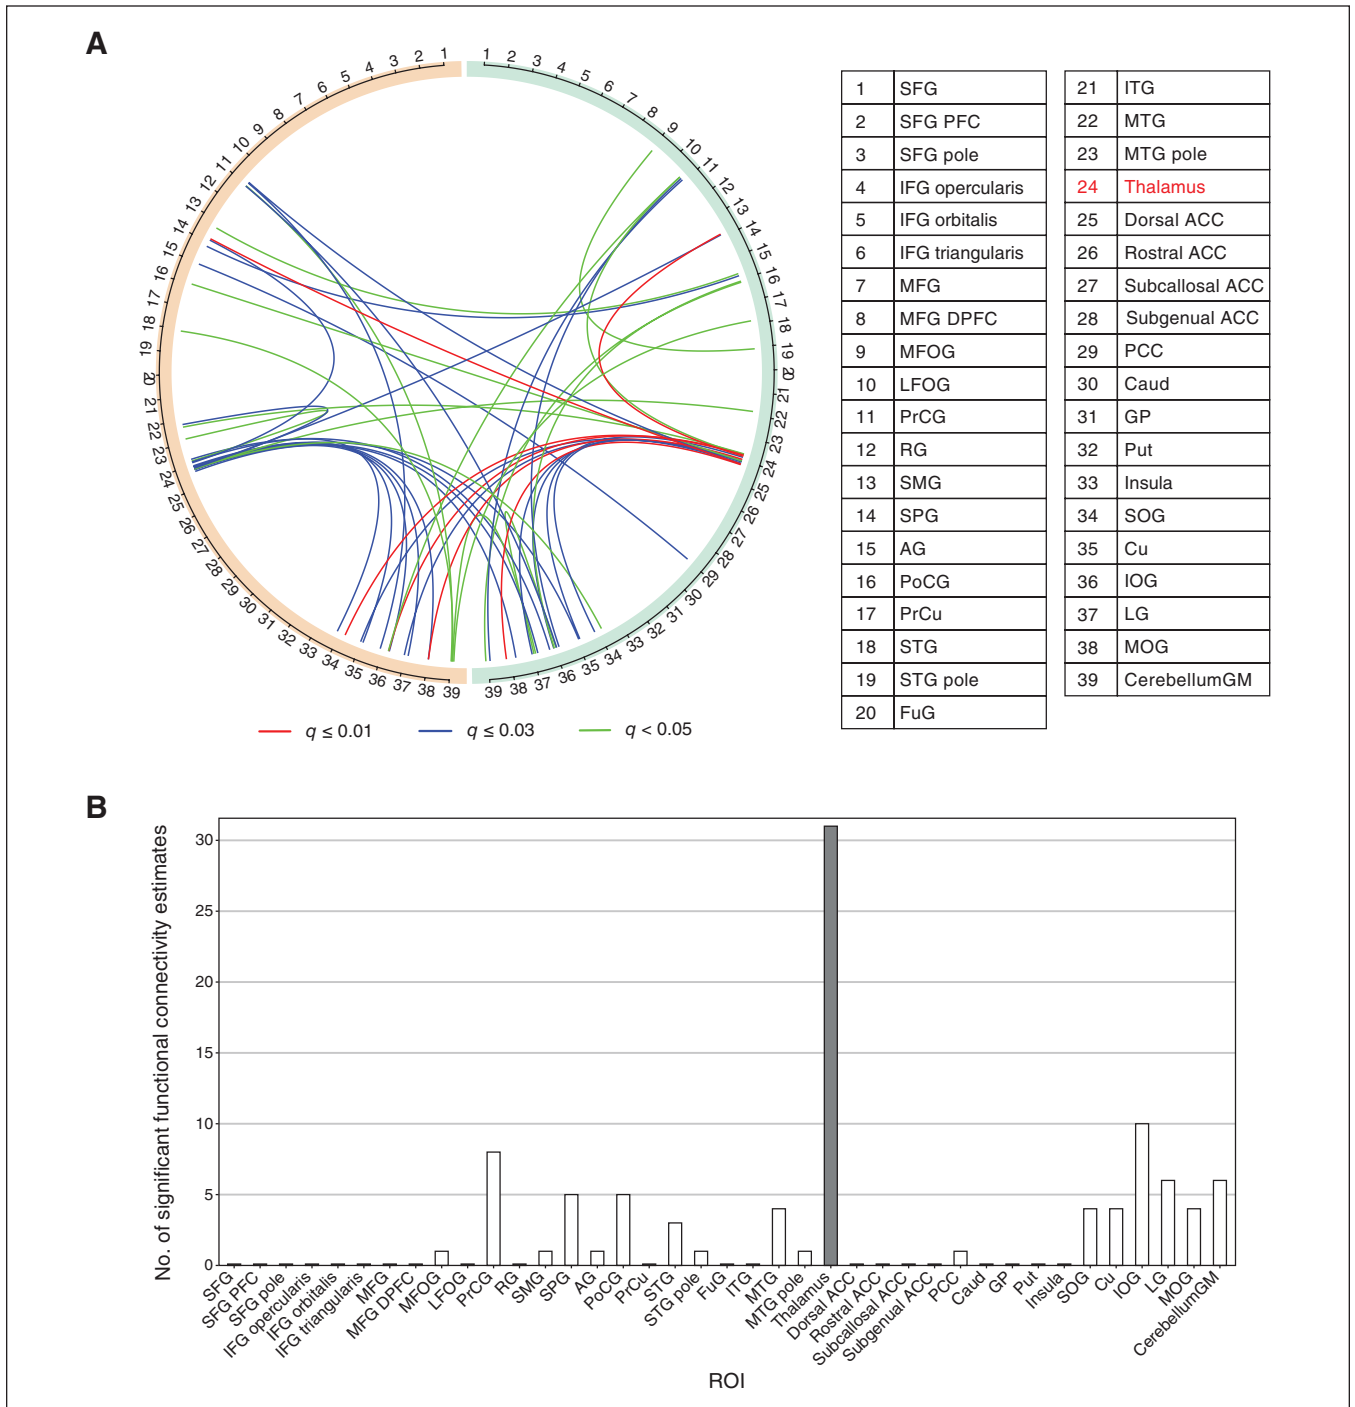 A
1 2 3 4 5 6 7 8 9 10 11 12 13 14 15 16 17 18 19 20 21 22 23 24 25 26 27 28 29 30 31 32 33 34 35 36 37 38 39
1 2 3 4 5 6 7 8 9 10 11 12 13 14 15 16 17 18 19 20 21 22 23 24 25 26 27 28 29 30 31 32 33 34 35 36 37 38 39
q ≤ 0.01 q ≤ 0.03 q < 0.05
1 SFG
2 SFG PFC
3 SFG pole
4 IFG opercularis
5 IFG orbitalis
6 IFG triangularis
7 MFG
8 MFG DPFC
9 MFOG
10 LFOG
11 PrCG
12 RG
13 SMG
14 SPG
15 AG
16 PoCG
17 PrCu
18 STG
19 STG pole
20 FuG
21 ITG
22 MTG
23 MTG pole
24 Thalamus
25 Dorsal ACC
26 Rostral ACC
27 Subcallosal ACC
28 Subgenual ACC
29 PCC
30 Caud
31 GP
32 Put
33 Insula
34 SOG
35 Cu
36 IOG
37 LG
38 MOG
39 CerebellumGM
B
No. of significant functional connectivity estimates
30
25
20
15
10
5
0
SFG
SFG PFC
SFG pole
IFG opercularis
IFG orbitalis
IFG triangularis
MFG
MFG DPFC
MFOG
LFOG
PrCG
RG
SMG
SPG
AG
PoCG
PrCu
STG
STG pole
FuG
ITG
MTG
MTG pole
Thalamus
Dorsal ACC
Rostral ACC
Subcallosal ACC
Subgenual ACC
PCC
Caud
GP
Put
Insula
SOG
Cu
IOG
LG
MOG
CerebellumGM
ROI